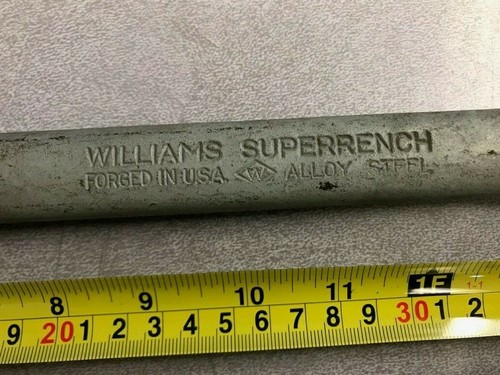 WILLIAMS SUPERRENCH
FORGED IN U.S.A. <W> ALLOY STEEL
8 9 10 11 1F
9 20 1 2 3 4 5 6 7 8 9 30 1 2